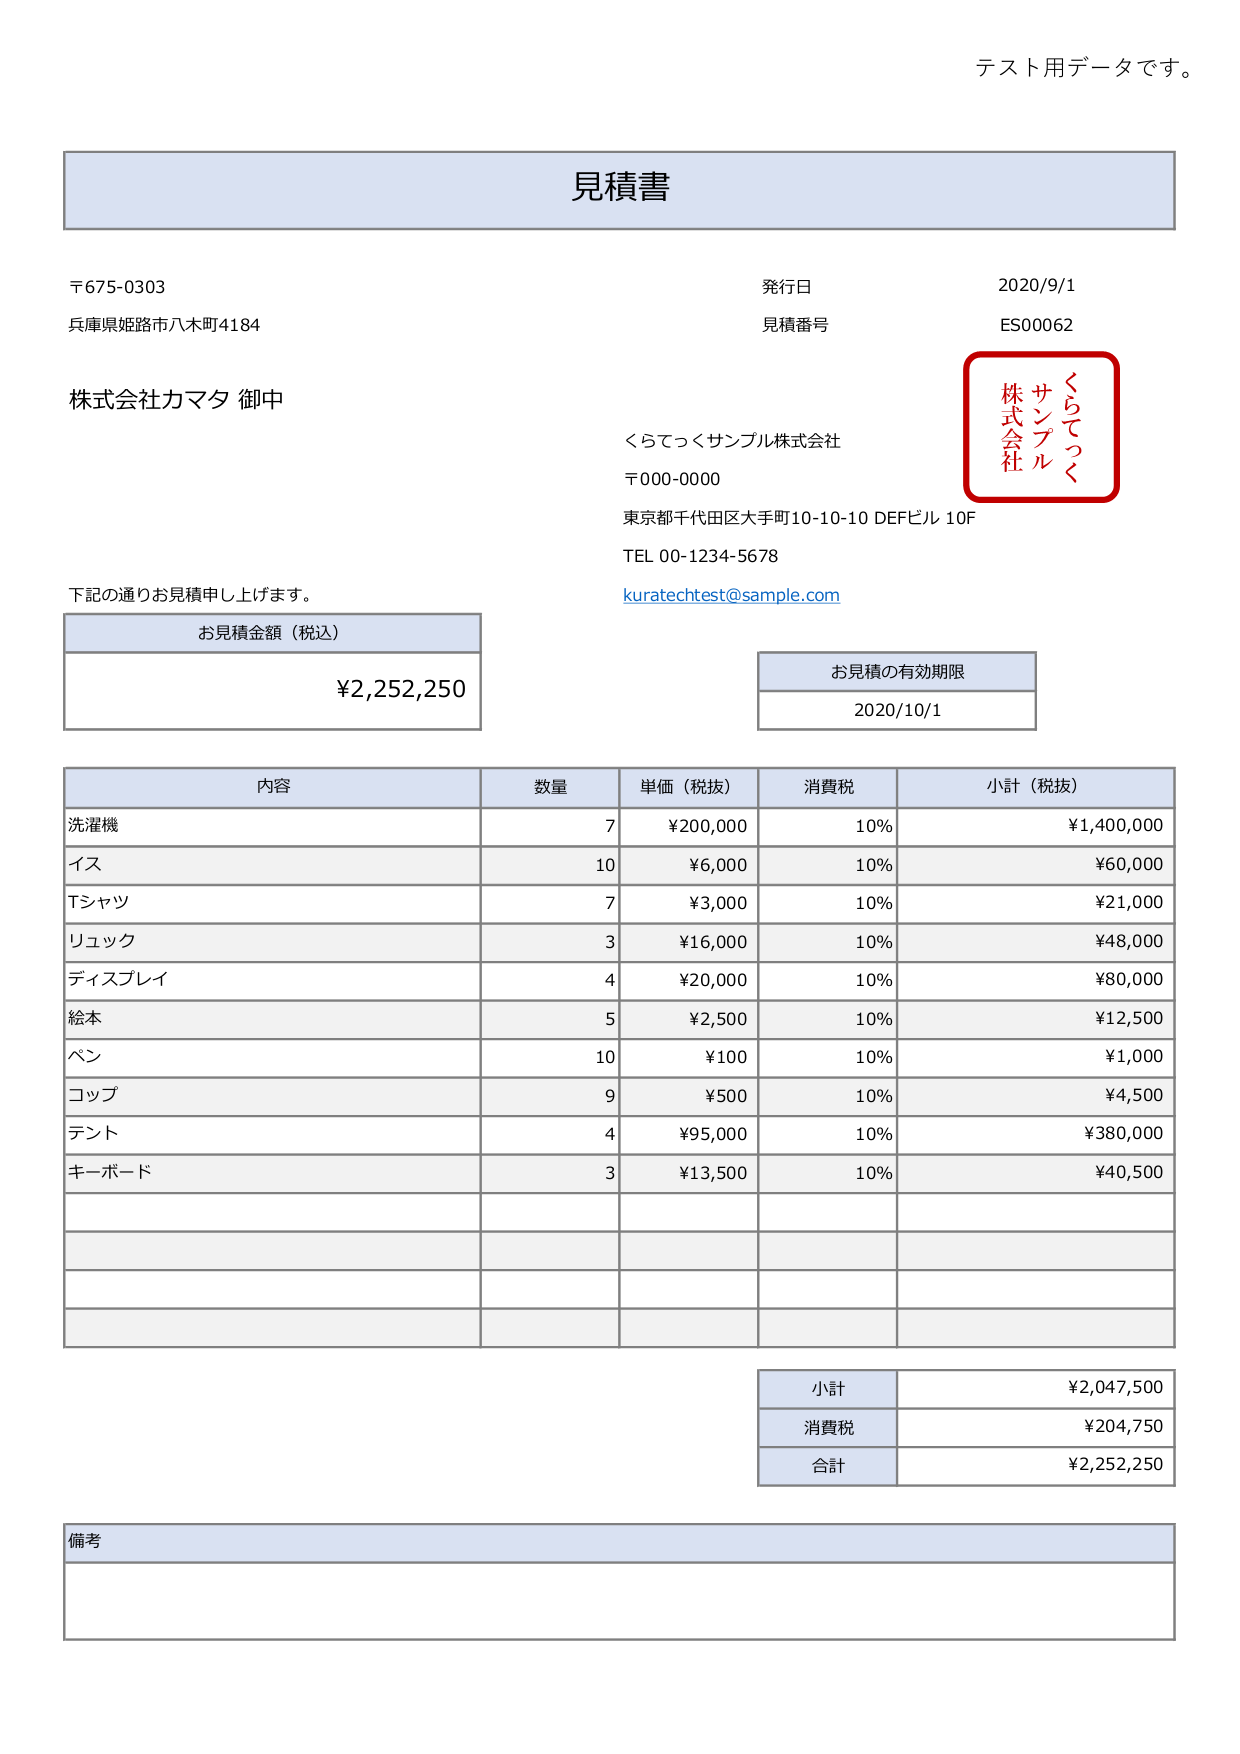 テスト用データです。
見積書
〒675-0303
発行日 2020/9/1
兵庫県姫路市八木町4184
見積番号 ES00062
株式会社カマタ 御中
くらてっく
サンプル
株式会社
くらてっくサンプル株式会社
〒000-0000
東京都千代田区大手町10-10-10 DEFビル 10F
TEL 00-1234-5678
kuratechtest@sample.com
下記の通りお見積申し上げます。
お見積金額（税込）
¥2,252,250
お見積の有効期限
2020/10/1
内容 数量 単価（税抜） 消費税 小計（税抜）
洗濯機 7 ¥200,000 10% ¥1,400,000
イス 10 ¥6,000 10% ¥60,000
Tシャツ 7 ¥3,000 10% ¥21,000
リュック 3 ¥16,000 10% ¥48,000
ディスプレイ 4 ¥20,000 10% ¥80,000
絵本 5 ¥2,500 10% ¥12,500
ペン 10 ¥100 10% ¥1,000
コップ 9 ¥500 10% ¥4,500
テント 4 ¥95,000 10% ¥380,000
キーボード 3 ¥13,500 10% ¥40,500
小計 ¥2,047,500
消費税 ¥204,750
合計 ¥2,252,250
備考